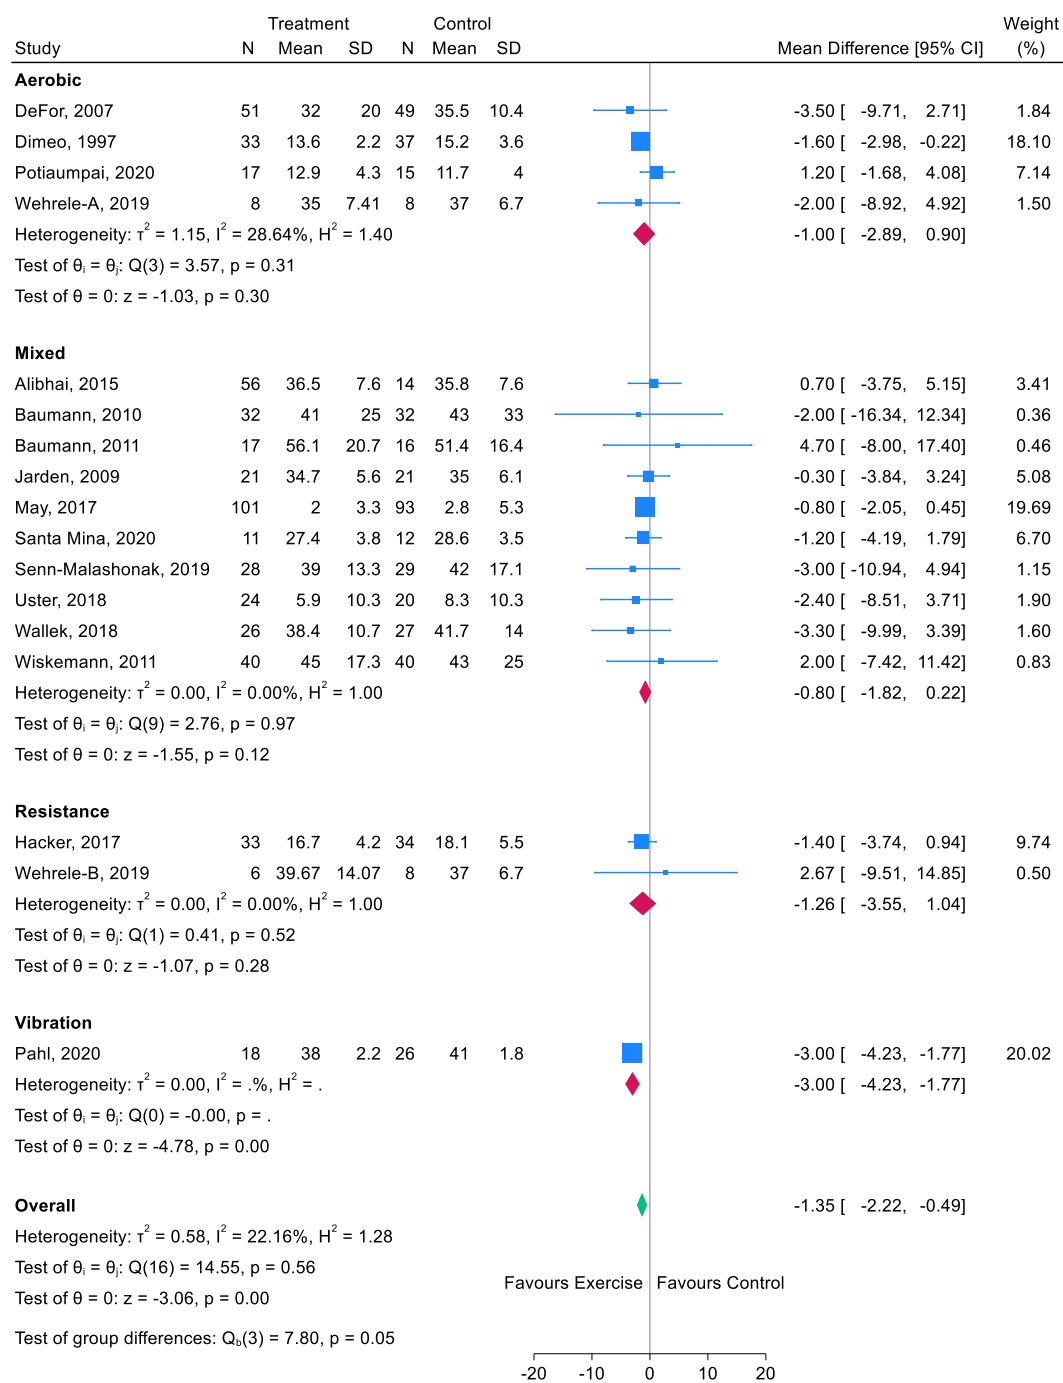 Treatment Control Weight
Study N Mean SD N Mean SD Mean Difference [95% CI] (%)
Aerobic
DeFor, 2007 51 32 20 49 35.5 10.4 -3.50 [ -9.71, 2.71] 1.84
Dimeo, 1997 33 13.6 2.2 37 15.2 3.6 -1.60 [ -2.98, -0.22] 18.10
Potiaumpai, 2020 17 12.9 4.3 15 11.7 4 1.20 [ -1.68, 4.08] 7.14
Wehrele-A, 2019 8 35 7.41 8 37 6.7 -2.00 [ -8.92, 4.92] 1.50
Heterogeneity: τ² = 1.15, I² = 28.64%, H² = 1.40 -1.00 [ -2.89, 0.90]
Test of θᵢ = θⱼ: Q(3) = 3.57, p = 0.31
Test of θ = 0: z = -1.03, p = 0.30
Mixed
Alibhai, 2015 56 36.5 7.6 14 35.8 7.6 0.70 [ -3.75, 5.15] 3.41
Baumann, 2010 32 41 25 32 43 33 -2.00 [ -16.34, 12.34] 0.36
Baumann, 2011 17 56.1 20.7 16 51.4 16.4 4.70 [ -8.00, 17.40] 0.46
Jarden, 2009 21 34.7 5.6 21 35 6.1 -0.30 [ -3.84, 3.24] 5.08
May, 2017 101 2 3.3 93 2.8 5.3 -0.80 [ -2.05, 0.45] 19.69
Santa Mina, 2020 11 27.4 3.8 12 28.6 3.5 -1.20 [ -4.19, 1.79] 6.70
Senn-Malashonak, 2019 28 39 13.3 29 42 17.1 -3.00 [ -10.94, 4.94] 1.15
Uster, 2018 24 5.9 10.3 20 8.3 10.3 -2.40 [ -8.51, 3.71] 1.90
Wallek, 2018 26 38.4 10.7 27 41.7 14 -3.30 [ -9.99, 3.39] 1.60
Wiskemann, 2011 40 45 17.3 40 43 25 2.00 [ -7.42, 11.42] 0.83
Heterogeneity: τ² = 0.00, I² = 0.00%, H² = 1.00 -0.80 [ -1.82, 0.22]
Test of θᵢ = θⱼ: Q(9) = 2.76, p = 0.97
Test of θ = 0: z = -1.55, p = 0.12
Resistance
Hacker, 2017 33 16.7 4.2 34 18.1 5.5 -1.40 [ -3.74, 0.94] 9.74
Wehrele-B, 2019 6 39.67 14.07 8 37 6.7 2.67 [ -9.51, 14.85] 0.50
Heterogeneity: τ² = 0.00, I² = 0.00%, H² = 1.00 -1.26 [ -3.55, 1.04]
Test of θᵢ = θⱼ: Q(1) = 0.41, p = 0.52
Test of θ = 0: z = -1.07, p = 0.28
Vibration
Pahl, 2020 18 38 2.2 26 41 1.8 -3.00 [ -4.23, -1.77] 20.02
Heterogeneity: τ² = 0.00, I² = .%, H² = . -3.00 [ -4.23, -1.77]
Test of θᵢ = θⱼ: Q(0) = -0.00, p = .
Test of θ = 0: z = -4.78, p = 0.00
Overall -1.35 [ -2.22, -0.49]
Heterogeneity: τ² = 0.58, I² = 22.16%, H² = 1.28
Test of θᵢ = θⱼ: Q(16) = 14.55, p = 0.56
Favours Exercise Favours Control
Test of θ = 0: z = -3.06, p = 0.00
Test of group differences: Q_b(3) = 7.80, p = 0.05
-20 -10 0 10 20